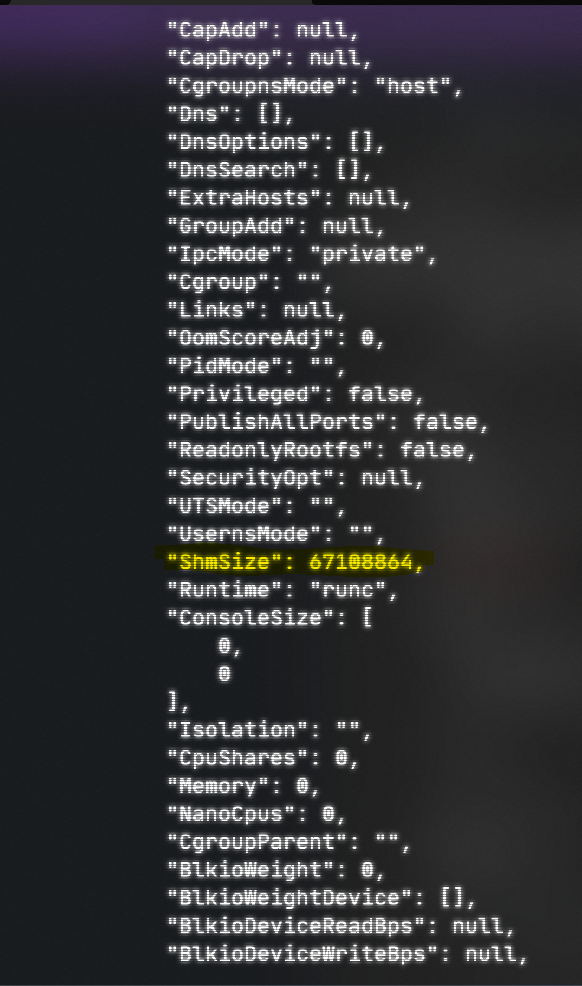 "CapAdd": null,
"CapDrop": null,
"CgroupnsMode": "host",
"Dns": [],
"DnsOptions": [],
"DnsSearch": [],
"ExtraHosts": null,
"GroupAdd": null,
"IpcMode": "private",
"Cgroup": "",
"Links": null,
"OomScoreAdj": 0,
"PidMode": "",
"Privileged": false,
"PublishAllPorts": false,
"ReadonlyRootfs": false,
"SecurityOpt": null,
"UTSMode": "",
"UsernsMode": "",
"ShmSize": 67108864,
"Runtime": "runc",
"ConsoleSize": [
0,
0
],
"Isolation": "",
"CpuShares": 0,
"Memory": 0,
"NanoCpus": 0,
"CgroupParent": "",
"BlkioWeight": 0,
"BlkioWeightDevice": [],
"BlkioDeviceReadBps": null,
"BlkioDeviceWriteBps": null,